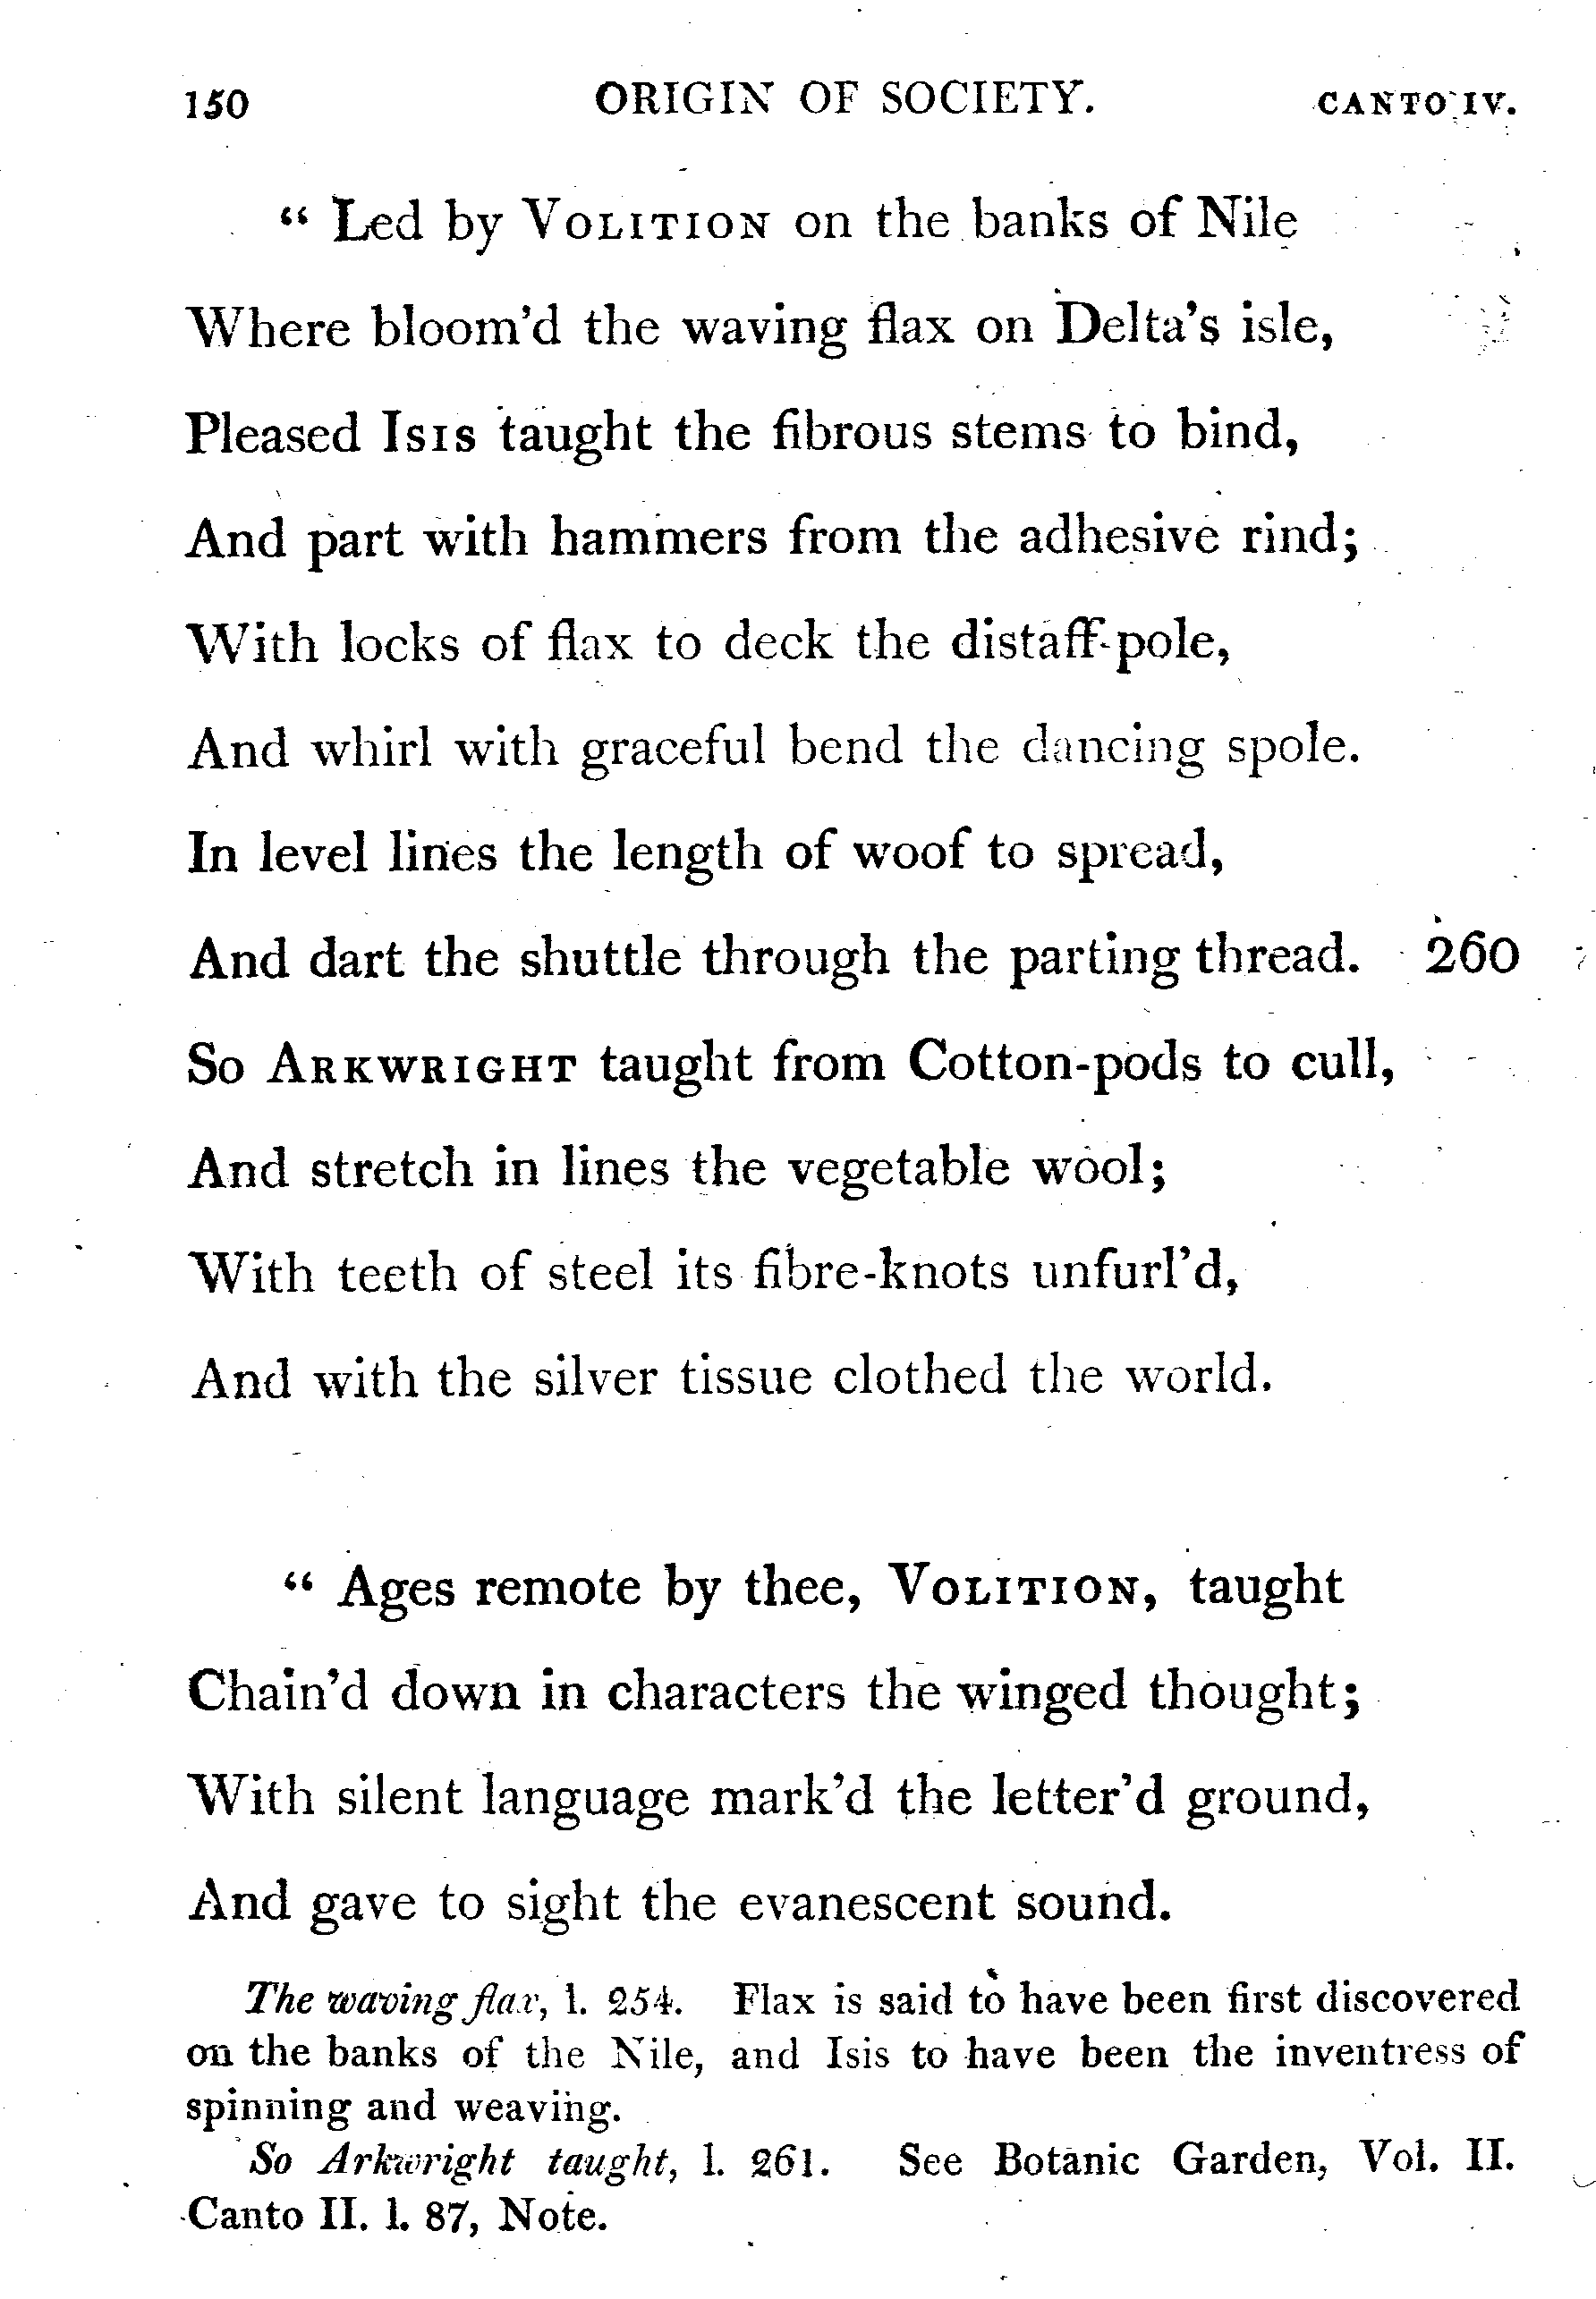 150 ORIGIN OF SOCIETY. CANTO IV.
“ Led by VOLITION on the banks of Nile
Where bloom’d the waving flax on Delta’s isle,
Pleased ISIS taught the fibrous stems to bind,
And part with hammers from the adhesive rind;
With locks of flax to deck the distaff-pole,
And whirl with graceful bend the dancing spole.
In level lines the length of woof to spread,
And dart the shuttle through the parting thread. 260
So ARKWRIGHT taught from Cotton-pods to cull,
And stretch in lines the vegetable wool;
With teeth of steel its fibre-knots unfurl’d,
And with the silver tissue clothed the world.
“ Ages remote by thee, VOLITION, taught
Chain’d down in characters the winged thought;
With silent language mark’d the letter’d ground,
And gave to sight the evanescent sound.
The waving flax, l. 254. Flax is said to have been first discovered
on the banks of the Nile, and Isis to have been the inventress of
spinning and weaving.
So Arkwright taught, l. 261. See Botanic Garden, Vol. II.
Canto II. l. 87, Note.